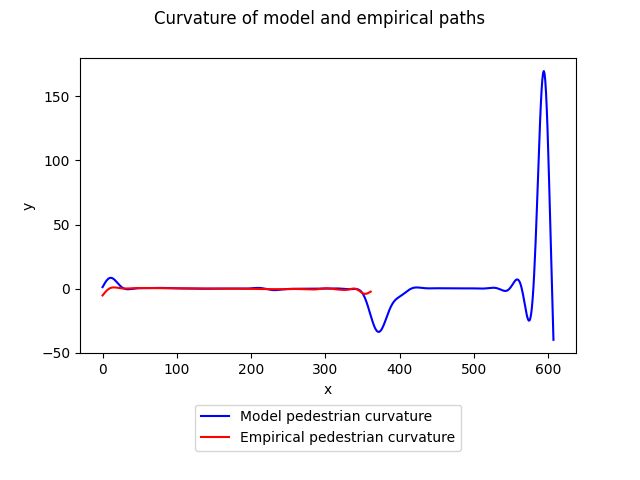 Curvature of model and empirical paths
150
100
50
0
−50
y
0 100 200 300 400 500 600
x
Model pedestrian curvature
Empirical pedestrian curvature